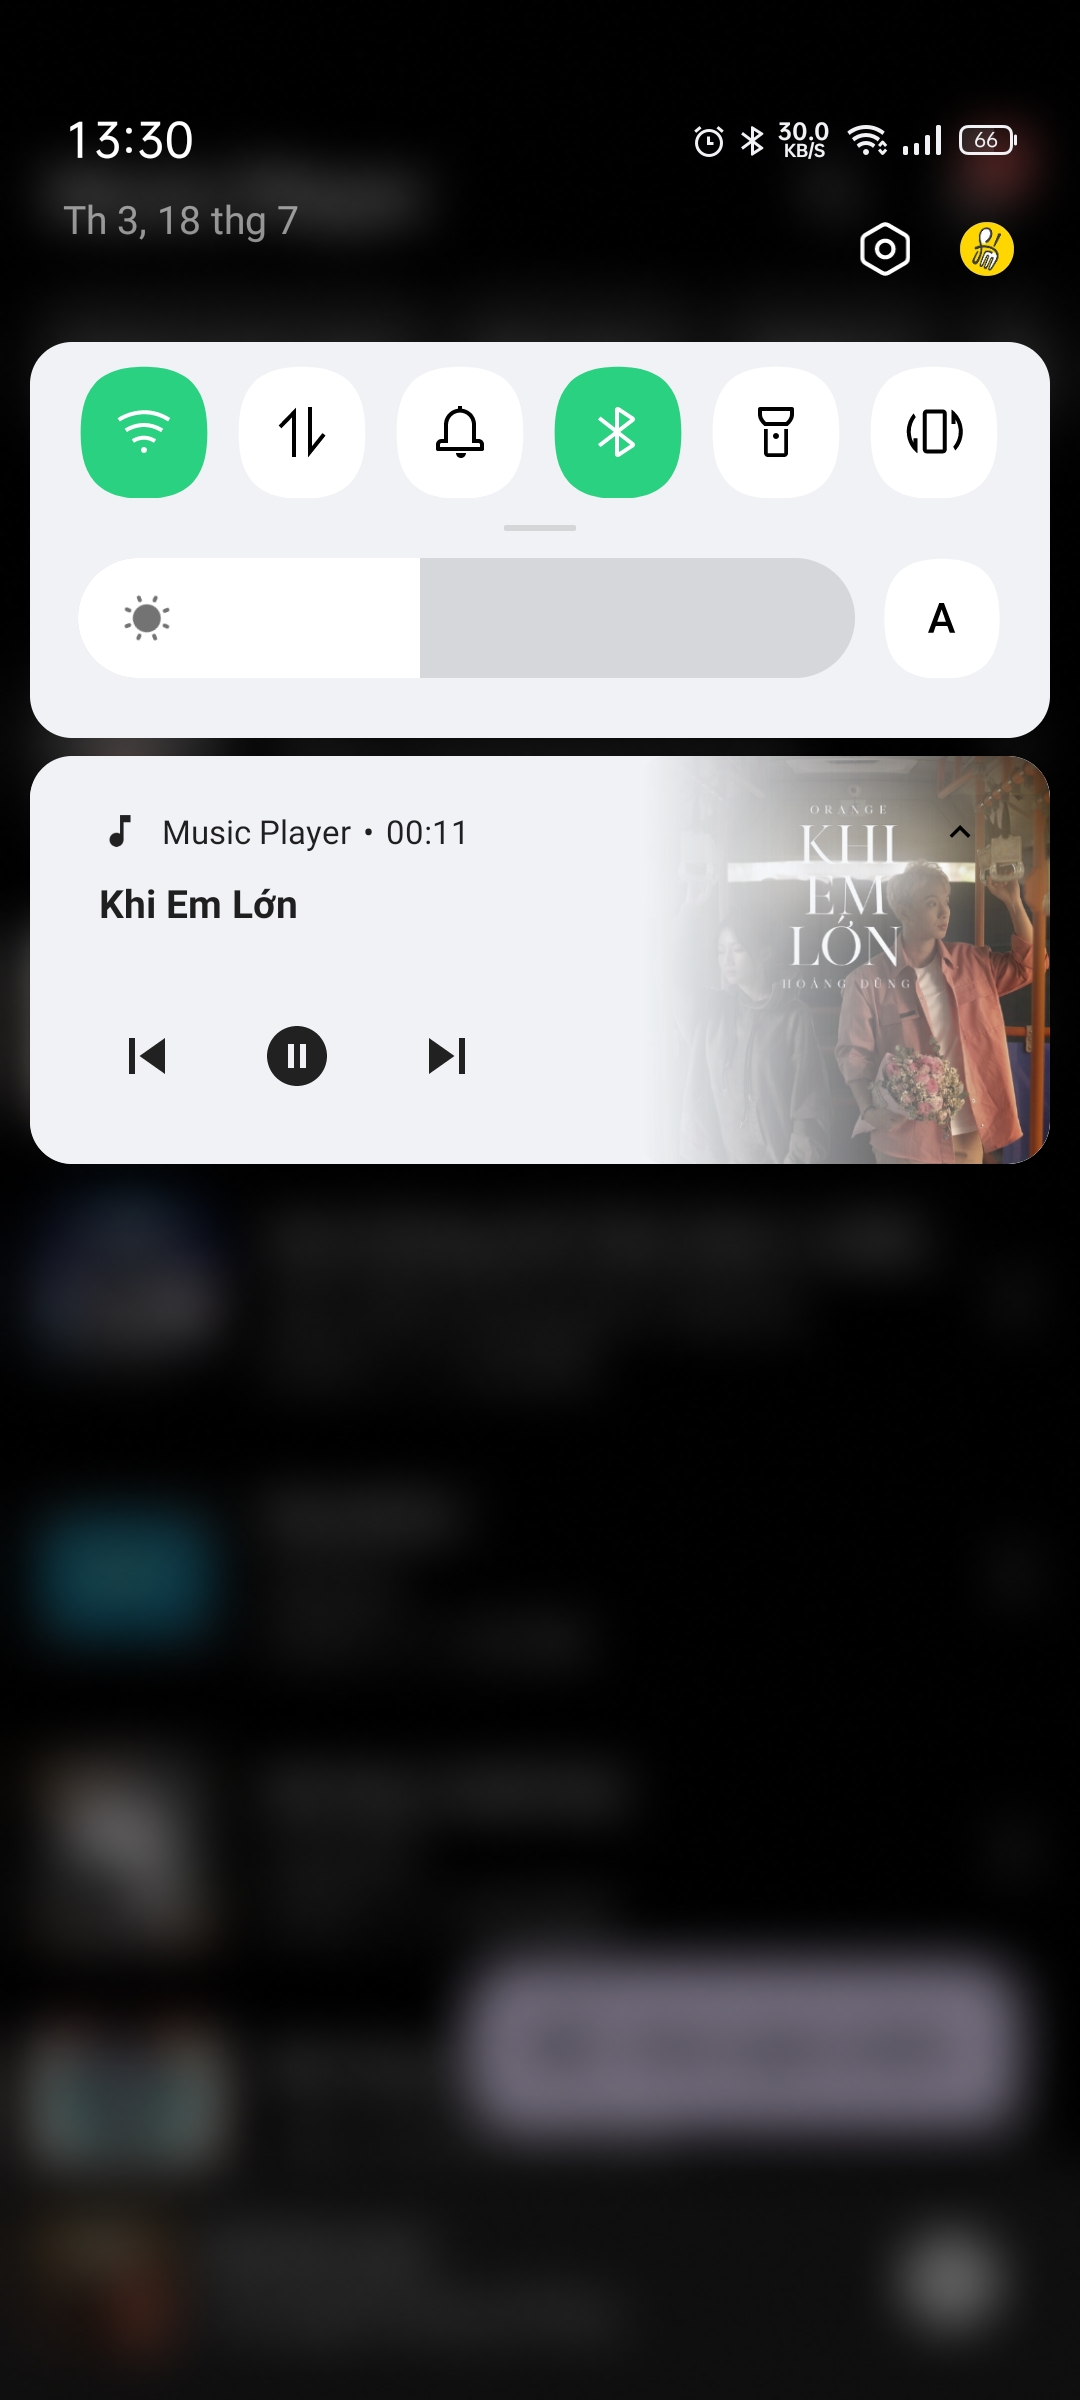 13:30
30.0
KB/S
66
Th 3, 18 thg 7
A
Music Player • 00:11
Khi Em Lớn
ORANGE
KHI
EM
LỚN
HOÀNG DŨNG